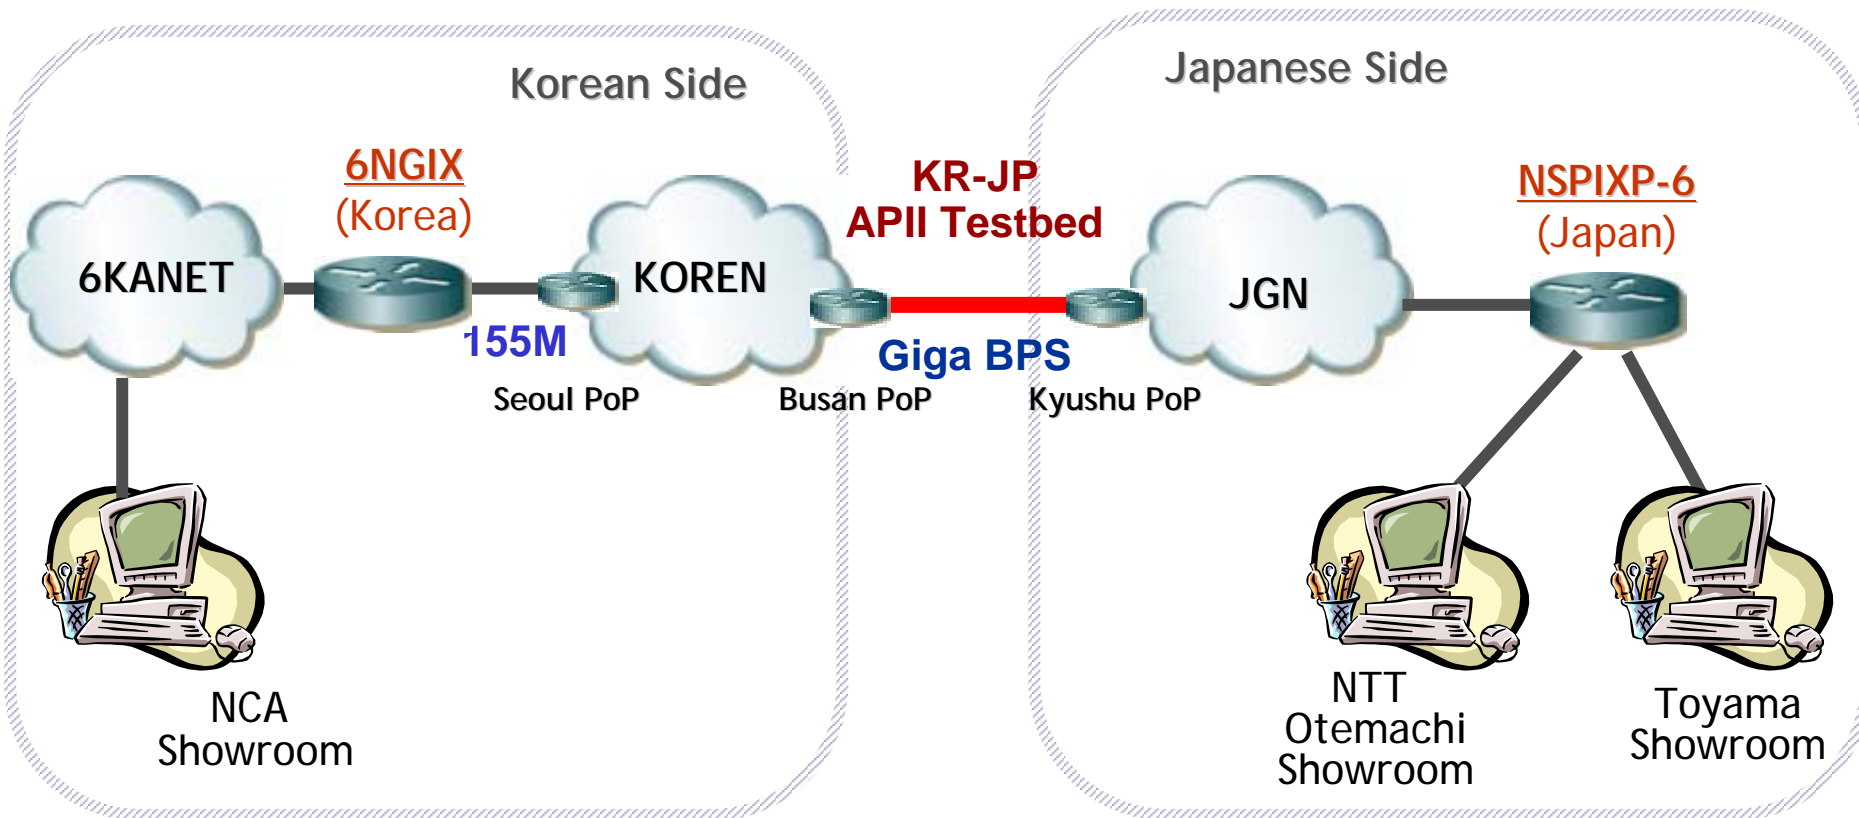 Korean Side
Japanese Side
6NGIX
(Korea)
KR-JP
APII Testbed
NSPIXP-6
(Japan)
6KANET
KOREN
JGN
155M
Giga BPS
Seoul PoP
Busan PoP
Kyushu PoP
NCA
Showroom
NTT
Otemachi
Showroom
Toyama
Showroom